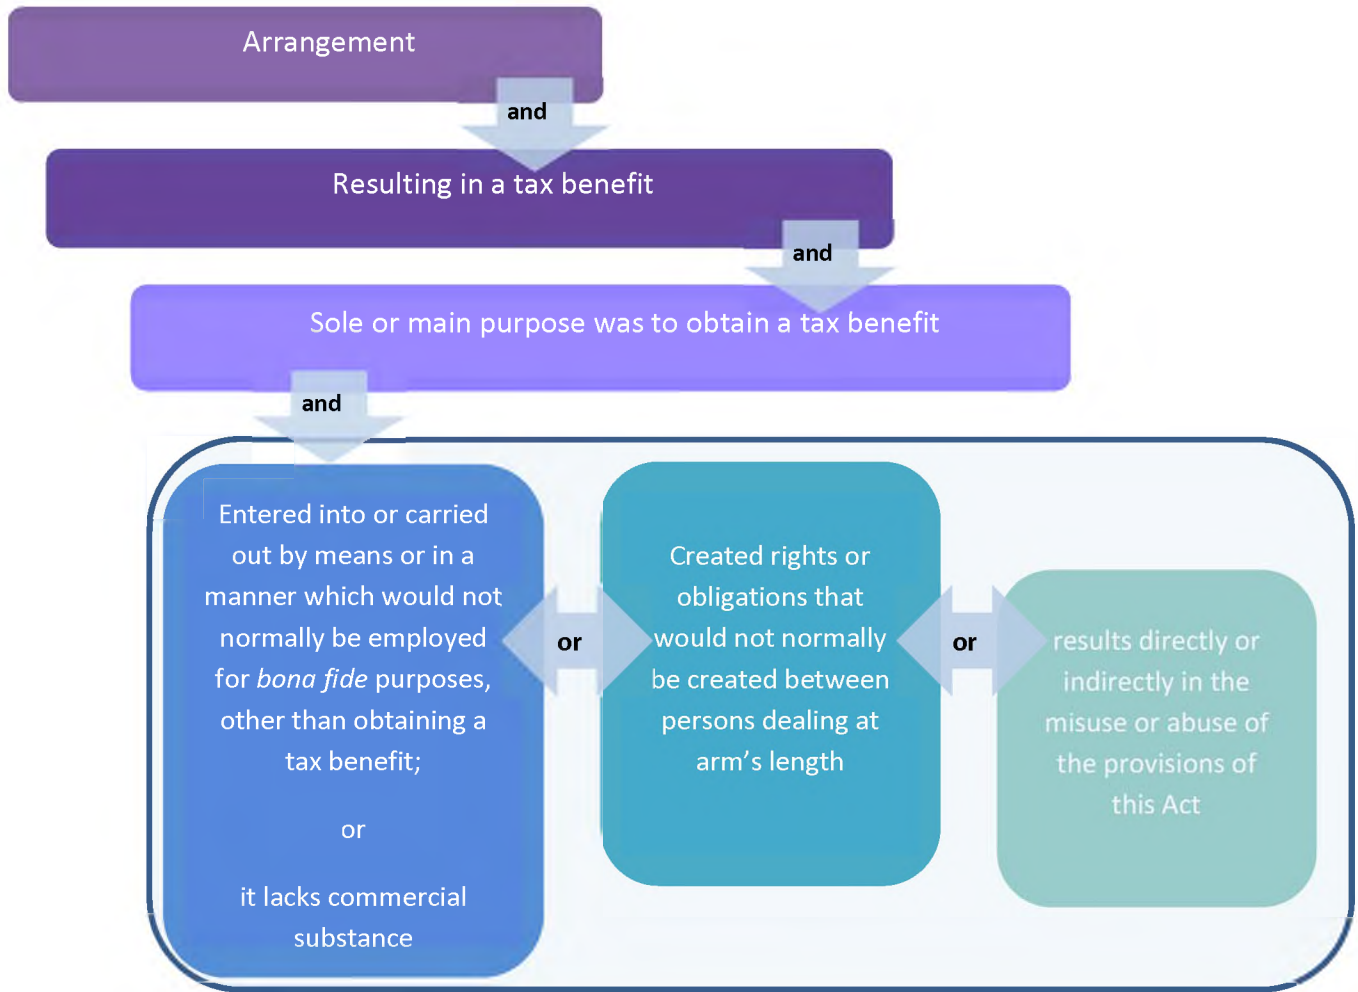 Arrangement
and
Resulting in a tax benefit
and
Sole or main purpose was to obtain a tax benefit
and
Entered into or carried
out by means or in a
manner which would not
normally be employed
for bona fide purposes,
other than obtaining a
tax benefit;
or
it lacks commercial
substance
or
Created rights or
obligations that
would not normally
be created between
persons dealing at
arm's length
or
results directly or
indirectly in the
misuse or abuse of
the provisions of
this Act